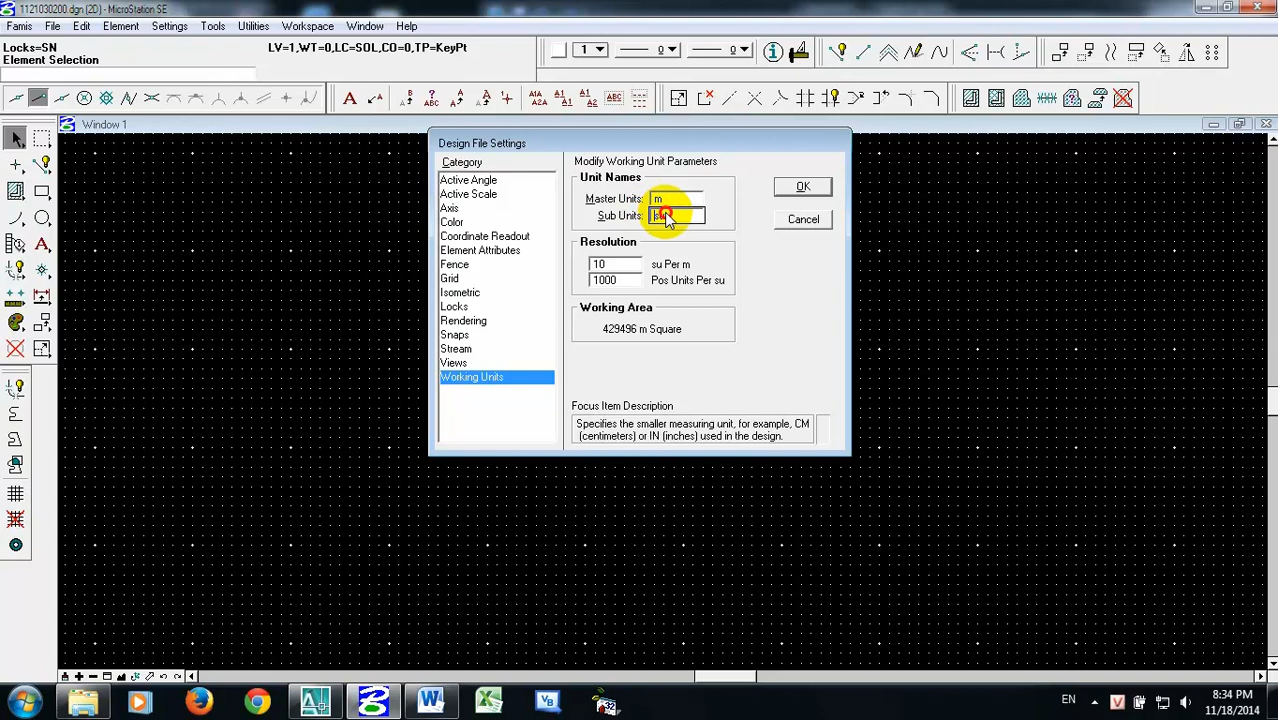 1121030200.dgn (2D) - MicroStation SE
Famis File Edit Element Settings Tools Utilities Workspace Window Help
Locks=SN LV=1,WT=0,LC=SOL,CO=0,TP=KeyPt
Element Selection
1 0 0
Window 1
Design File Settings
Category
Active Angle
Active Scale
Axis
Color
Coordinate Readout
Element Attributes
Fence
Grid
Isometric
Locks
Rendering
Snaps
Stream
Views
Working Units
Modify Working Unit Parameters
Unit Names
Master Units: m
Sub Units: su
Resolution
10 su Per m
1000 Pos Units Per su
Working Area
429496 m Square
OK
Cancel
Focus Item Description
Specifies the smaller measuring unit, for example, CM
(centimeters) or IN (inches) used in the design.
EN
8:34 PM
11/18/2014